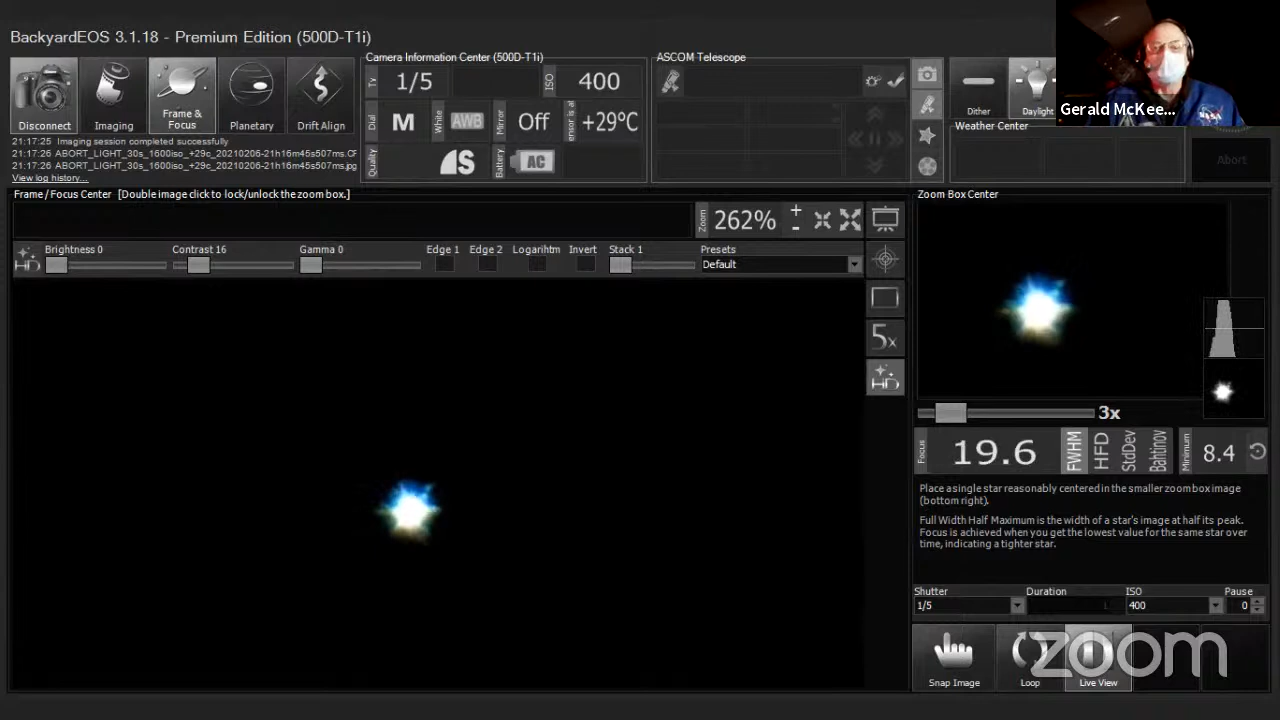 BackyardEOS 3.1.18 - Premium Edition (500D-T1i)
Camera Information Center (500D-T1i)
ASCOM Telescope
Tv 1/5 ISO 400
Dial M White AWB Mirror Off +29°C
Quality S Battery AC
Disconnect
Imaging
Frame & Focus
Planetary
Drift Align
Dither
Daylight
Gerald McKee...
Weather Center
Abort
21:17:25 Imaging session completed successfully
21:17:26 ABORT_LIGHT_30s_1600iso_+29c_20210206-21h16m45s507ms.CR
21:17:26 ABORT_LIGHT_30s_1600iso_+29c_20210206-21h16m45s507ms.jpg
View log history...
Frame / Focus Center [Double image click to lock/unlock the zoom box.]
Zoom 262% + -
Brightness 0 Contrast 16 Gamma 0 Edge 1 Edge 2 Logarihtm Invert Stack 1 Presets
Default
HD
5x
HD
Zoom Box Center
3x
Focus 19.6 FWHM HFD StdDev Bahtinov Minimum 8.4
Place a single star reasonably centered in the smaller zoom box image
(bottom right).
Full Width Half Maximum is the width of a star's image at half its peak.
Focus is achieved when you get the lowest value for the same star over
time, indicating a tighter star.
Shutter Duration ISO Pause
1/5 400 0
Snap Image Loop Live View
zoom